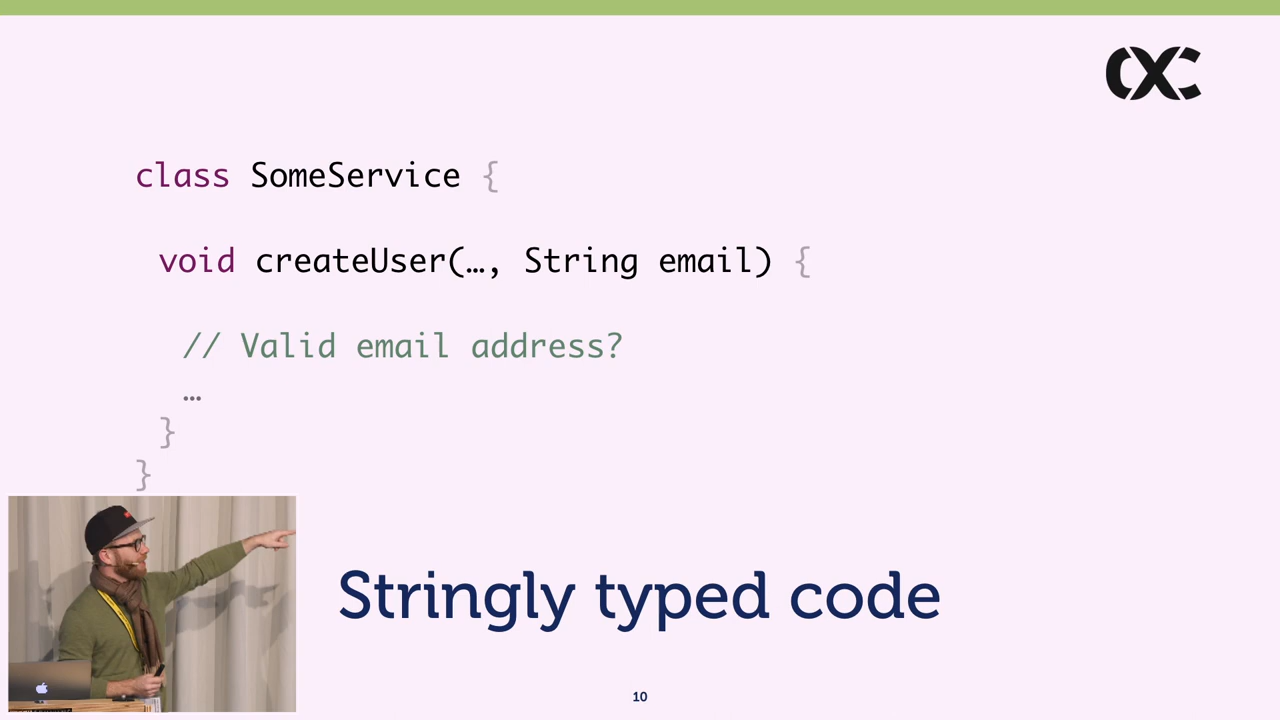 class SomeService {
void createUser(…, String email) {
// Valid email address?
…
}
}
Stringly typed code
10